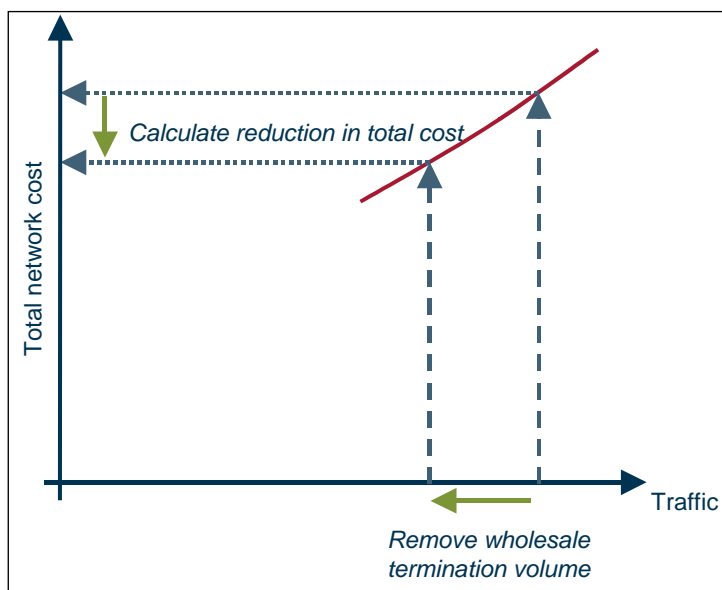 Calculate reduction in total cost
Total network cost
Traffic
Remove wholesale
termination volume